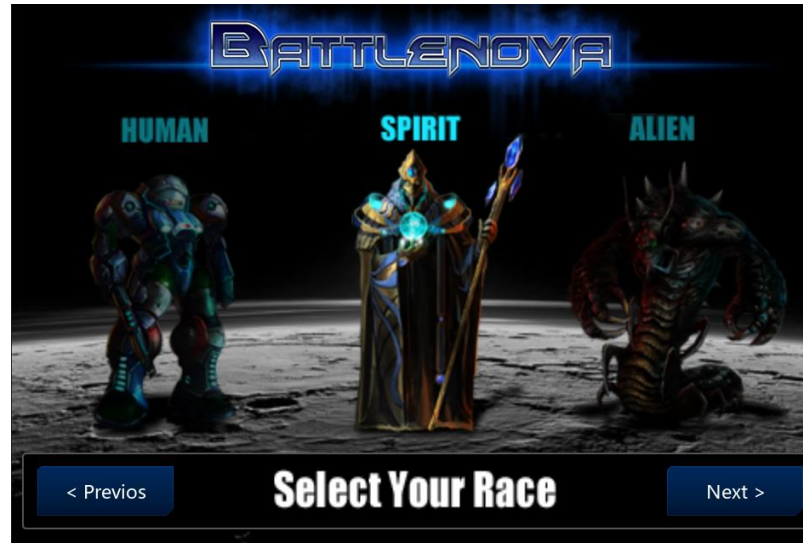 BATTLENOVA
HUMAN SPIRIT ALIEN
< Previos Select Your Race Next >